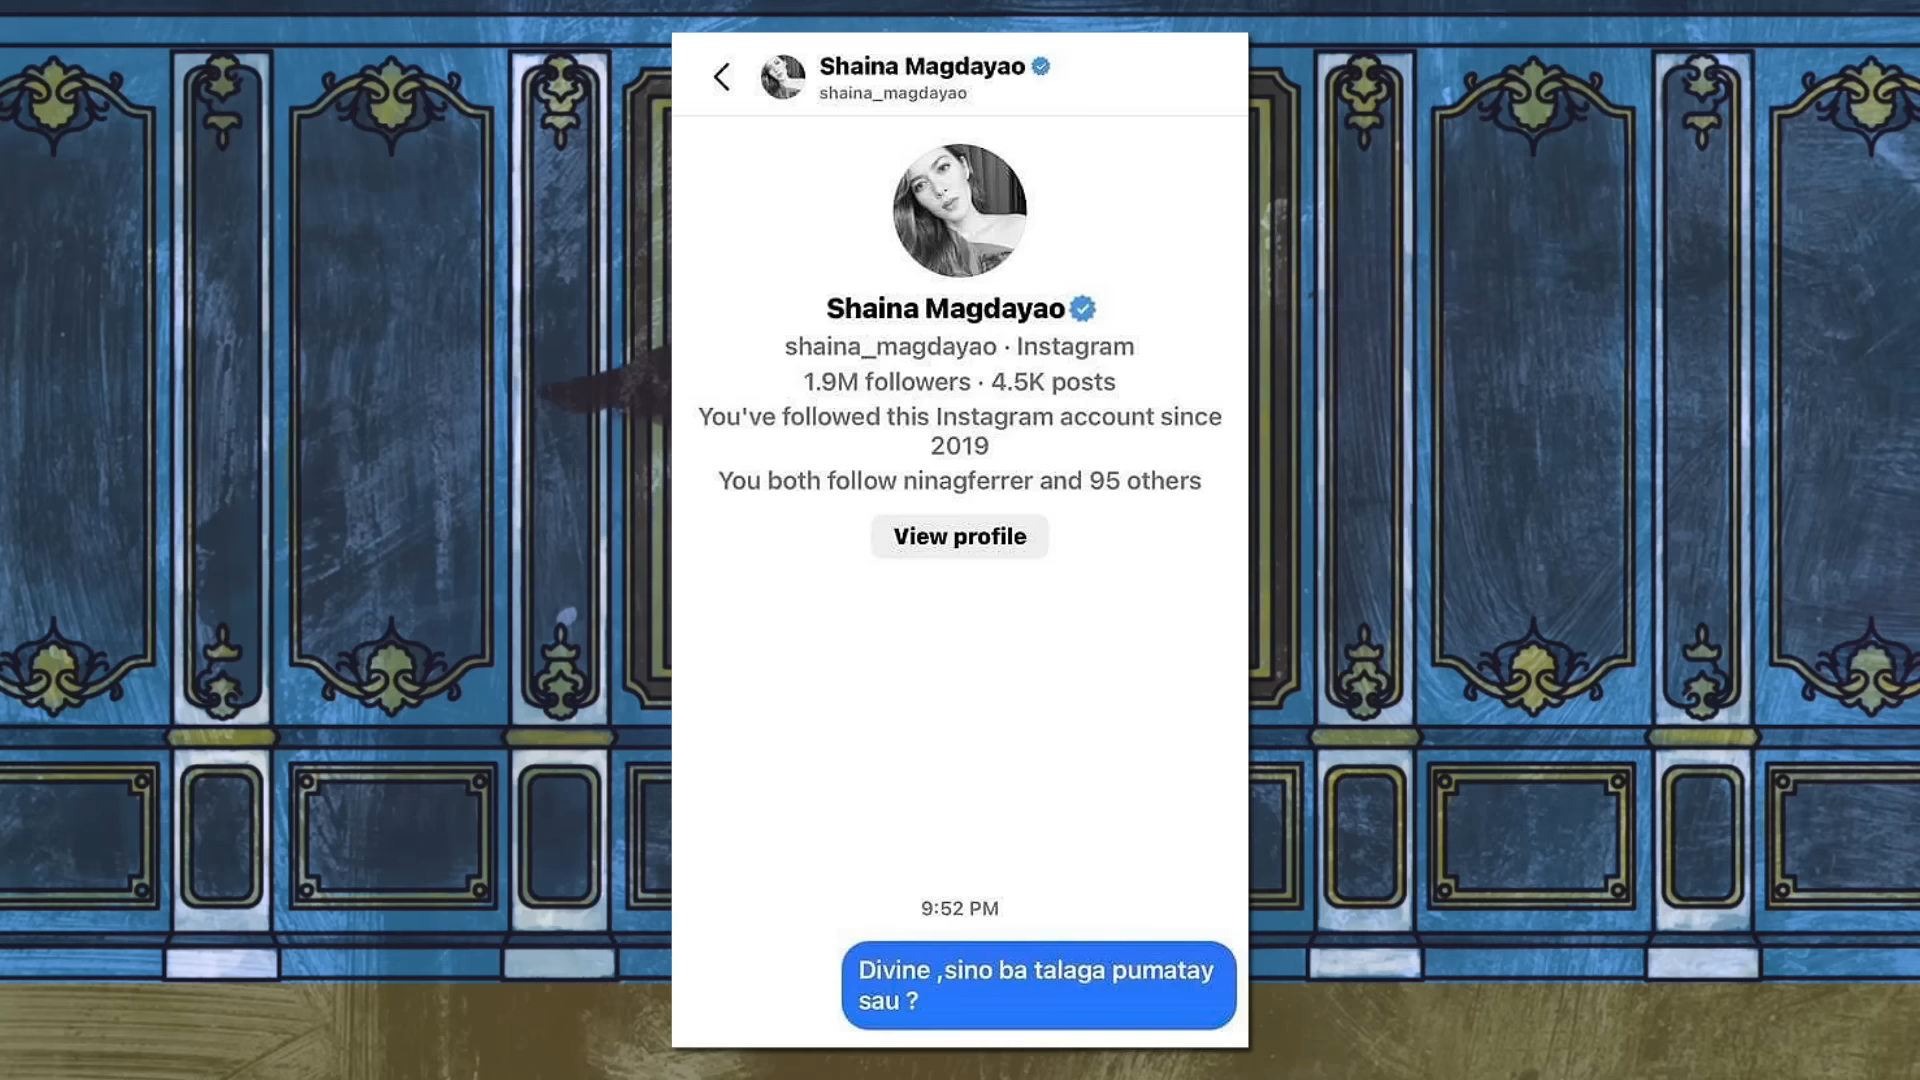 Shaina Magdayao
shaina_magdayao
Shaina Magdayao
shaina_magdayao · Instagram
1.9M followers · 4.5K posts
You've followed this Instagram account since
2019
You both follow ninagferrer and 95 others
View profile
9:52 PM
Divine ,sino ba talaga pumatay
sau ?